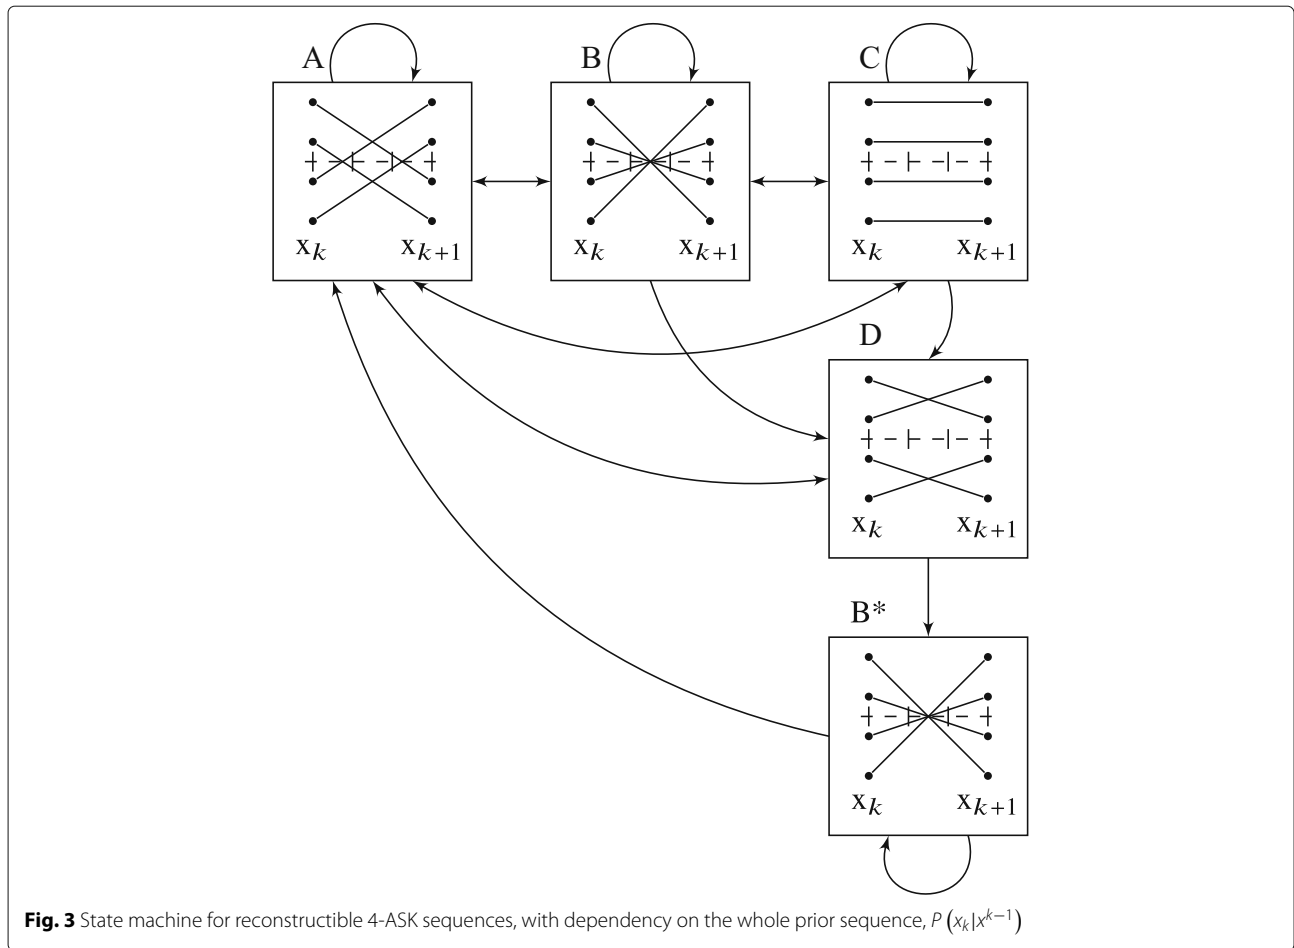 A B C
x_k x_{k+1} x_k x_{k+1} x_k x_{k+1}
D
x_k x_{k+1}
B*
x_k x_{k+1}
Fig. 3 State machine for reconstructible 4-ASK sequences, with dependency on the whole prior sequence, P (x_k|x^{k−1})